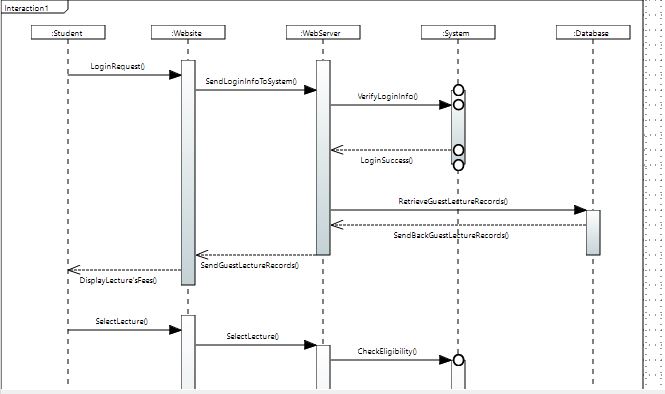 Interaction1
:Student
:Website
:WebServer
:System
:Database
LoginRequest()
SendLoginInfoToSystem()
VerifyLoginInfo()
LoginSuccess()
RetrieveGuestLectureRecords()
SendBackGuestLectureRecords()
SendGuestLectureRecords()
DisplayLecture'sFees()
SelectLecture()
SelectLecture()
CheckEligibility()